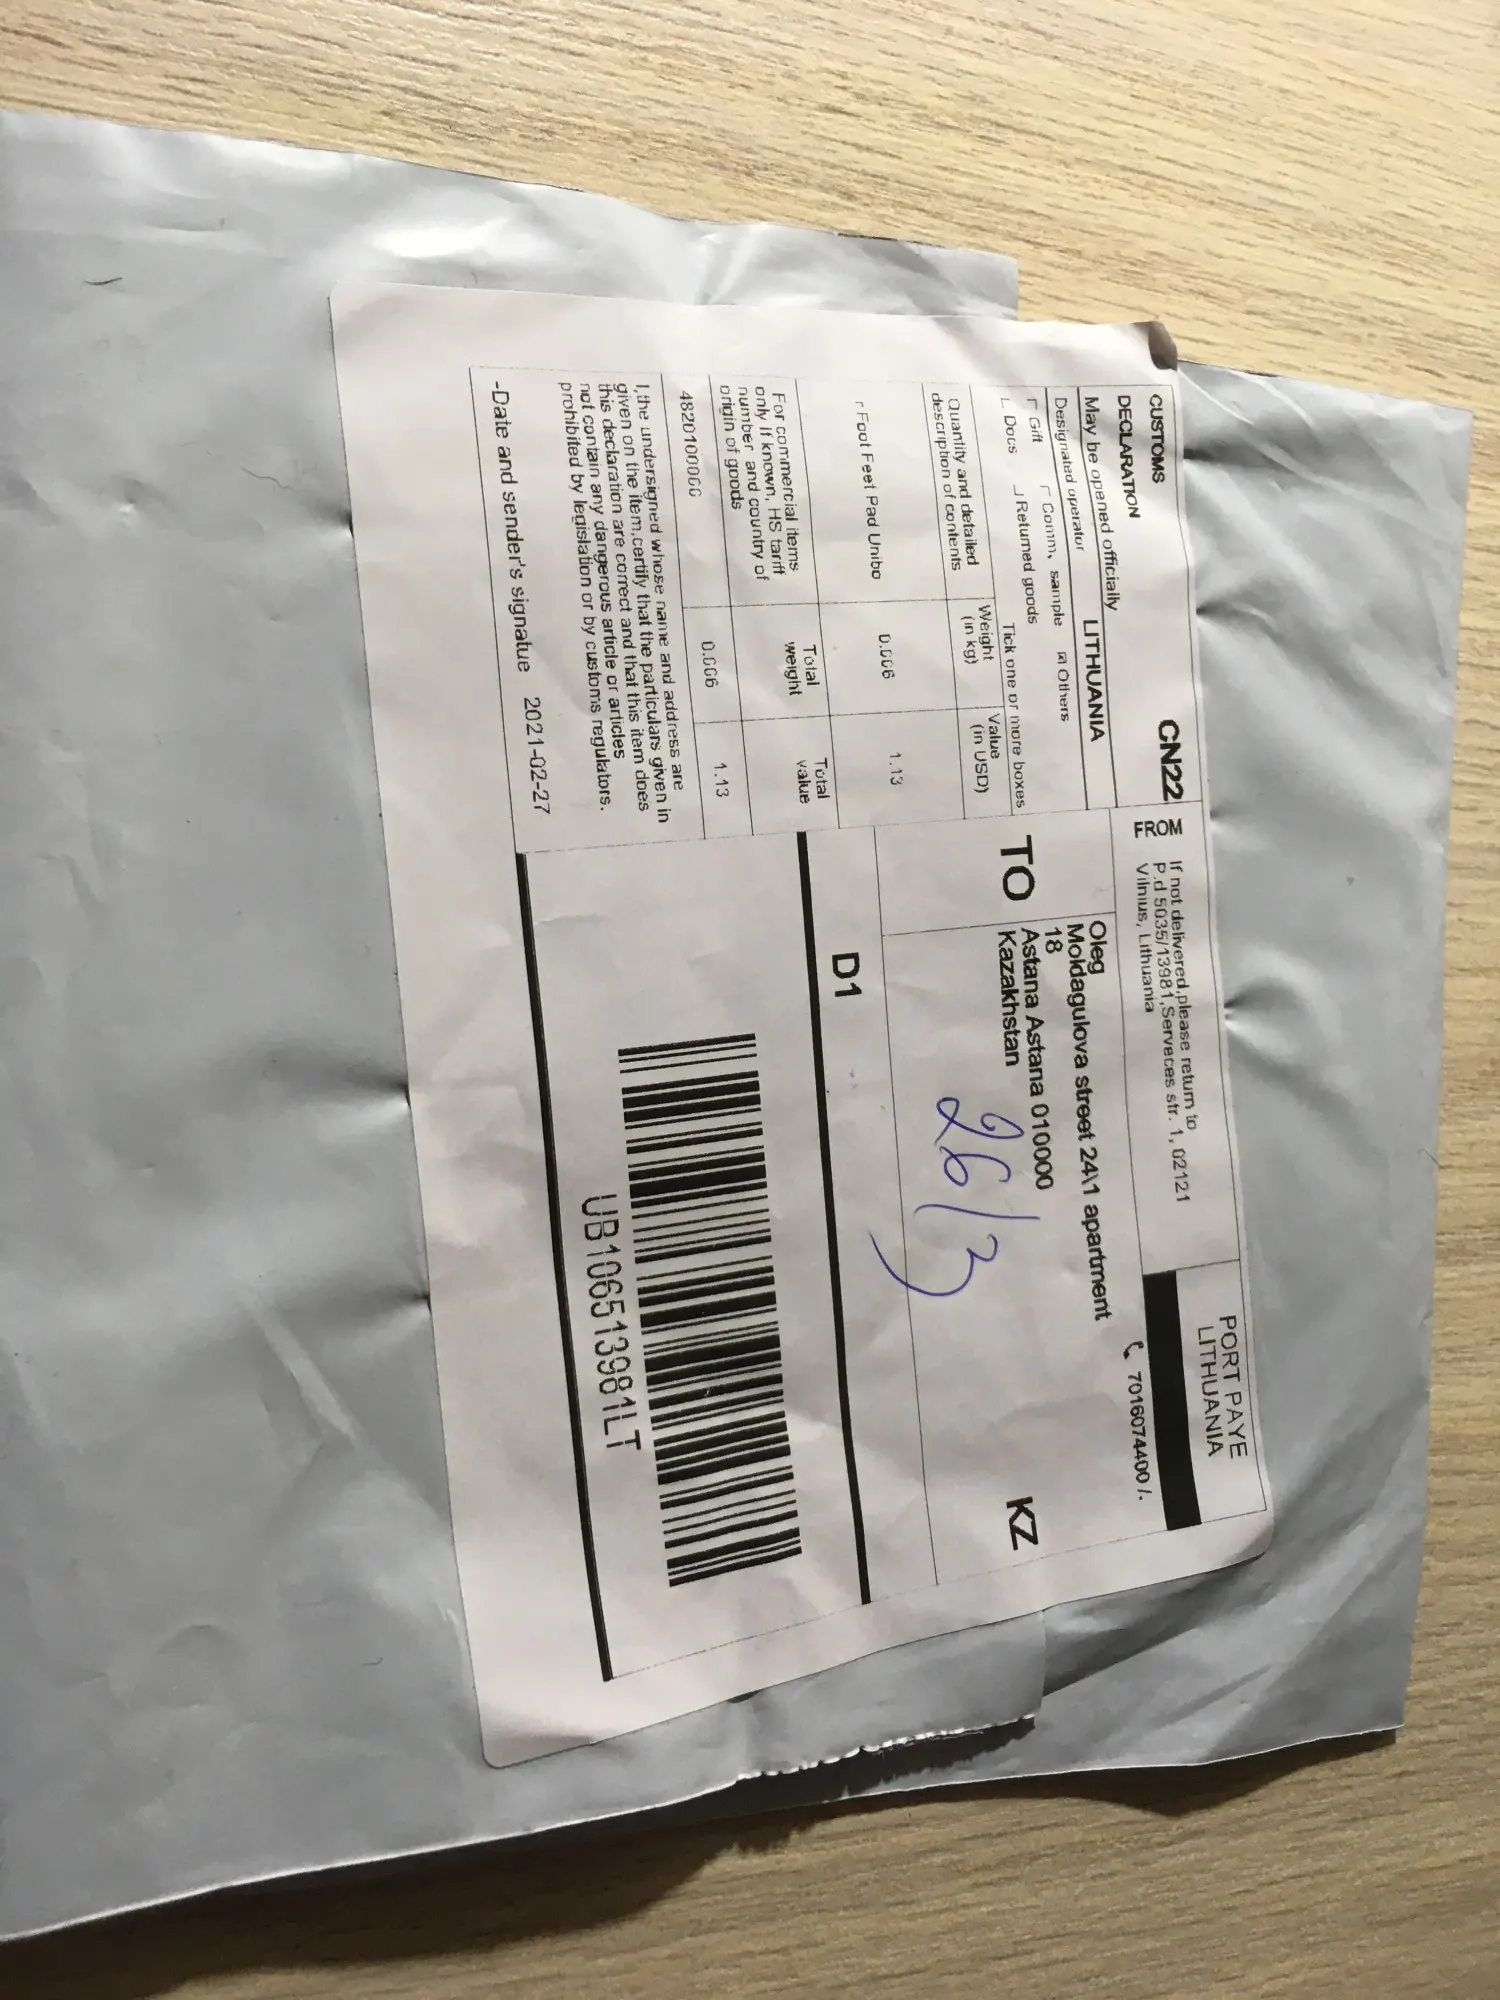 CUSTOMS
DECLARATION
CN22
May be opened officially
Designated operator
LITHUANIA
Gift
Comm, sample
Others
Docs
Returned goods
Tick one or more boxes
Quantity and detailed
description of contents
Weight
(in kg)
Value
(in USD)
Foot Feet Pad Unibo
0.006
1.13
For commercial items
only if known, HS tariff
number and country of
origin of goods
Total
weight
Total
value
482010000
0.006
1.13
I,the undersigned whose name and address are
given on the item,certify that the particulars given in
this declaration are correct and that this item does
not contain any dangerous article or articles
prohibited by legislation or by customs regulators.
-Date and sender's signatue 2021-02-27
FROM
If not delivered,please return to
P.d 5035/13981,Serveces str. 1, 02121
Vilnius, Lithuania
PORT PAYE
LITHUANIA
7016074400 /-
TO
Oleg
Moldagulova street 24\1 apartment
18
Astana Astana 010000
Kazakhstan
KZ
26/3
D1
UB106513981LT